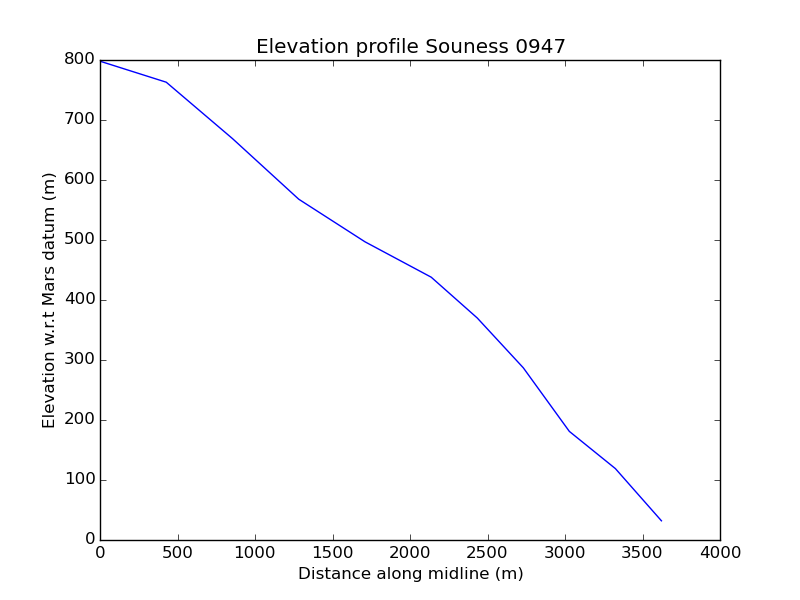 Elevation profile Souness 0947
800
700
600
500
400
300
200
100
0
Elevation w.r.t Mars datum (m)
0 500 1000 1500 2000 2500 3000 3500 4000
Distance along midline (m)